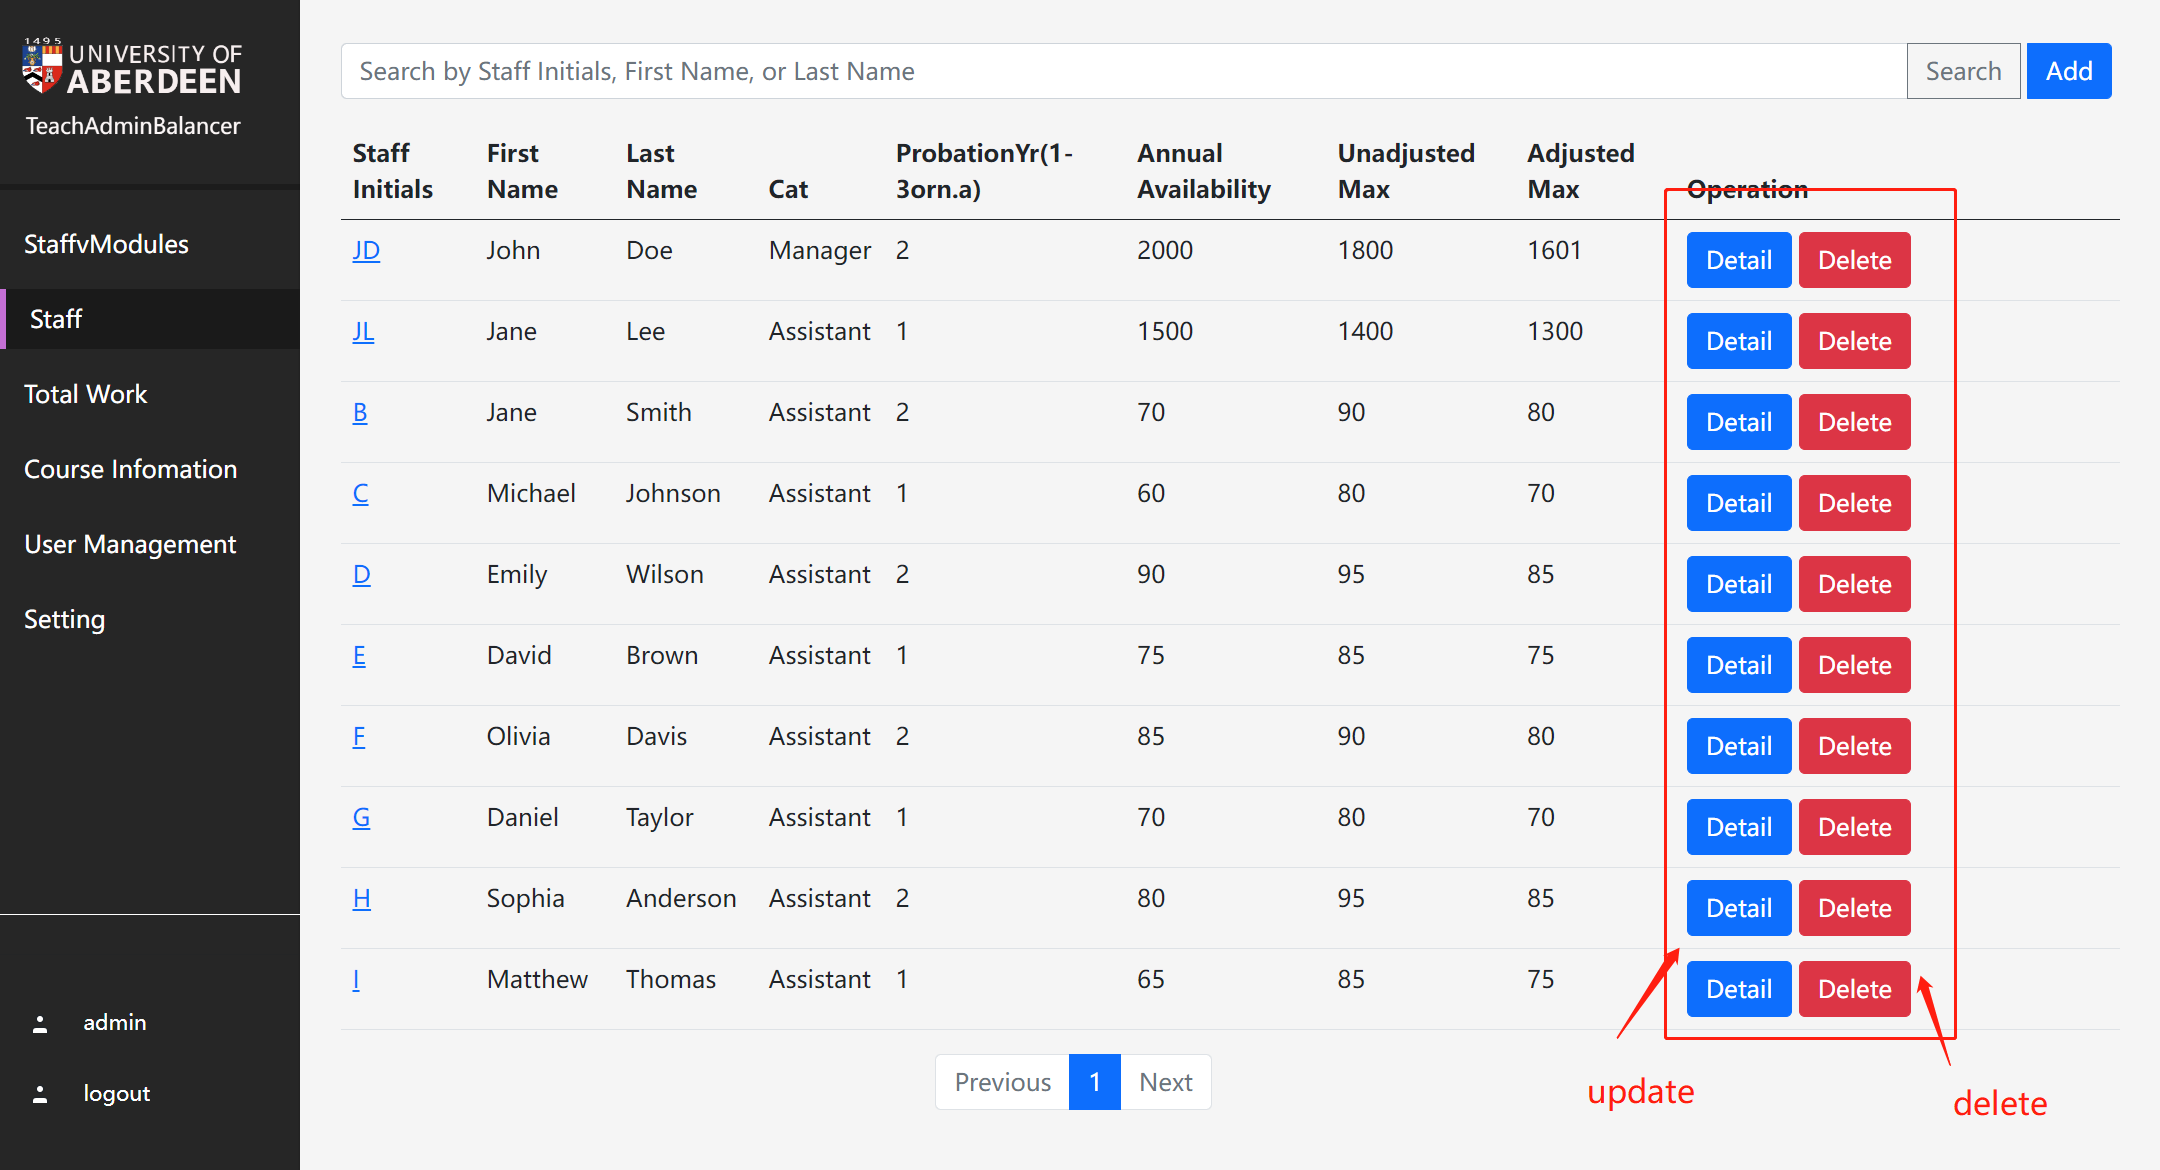 1495
UNIVERSITY OF
ABERDEEN
TeachAdminBalancer
StaffvModules
Staff
Total Work
Course Infomation
User Management
Setting
admin
logout
Search by Staff Initials, First Name, or Last Name Search Add
Staff Initials First Name Last Name Cat ProbationYr(1-3orn.a) Annual Availability Unadjusted Max Adjusted Max Operation
JD John Doe Manager 2 2000 1800 1601 Detail Delete
JL Jane Lee Assistant 1 1500 1400 1300 Detail Delete
B Jane Smith Assistant 2 70 90 80 Detail Delete
C Michael Johnson Assistant 1 60 80 70 Detail Delete
D Emily Wilson Assistant 2 90 95 85 Detail Delete
E David Brown Assistant 1 75 85 75 Detail Delete
F Olivia Davis Assistant 2 85 90 80 Detail Delete
G Daniel Taylor Assistant 1 70 80 70 Detail Delete
H Sophia Anderson Assistant 2 80 95 85 Detail Delete
I Matthew Thomas Assistant 1 65 85 75 Detail Delete
Previous 1 Next
update
delete